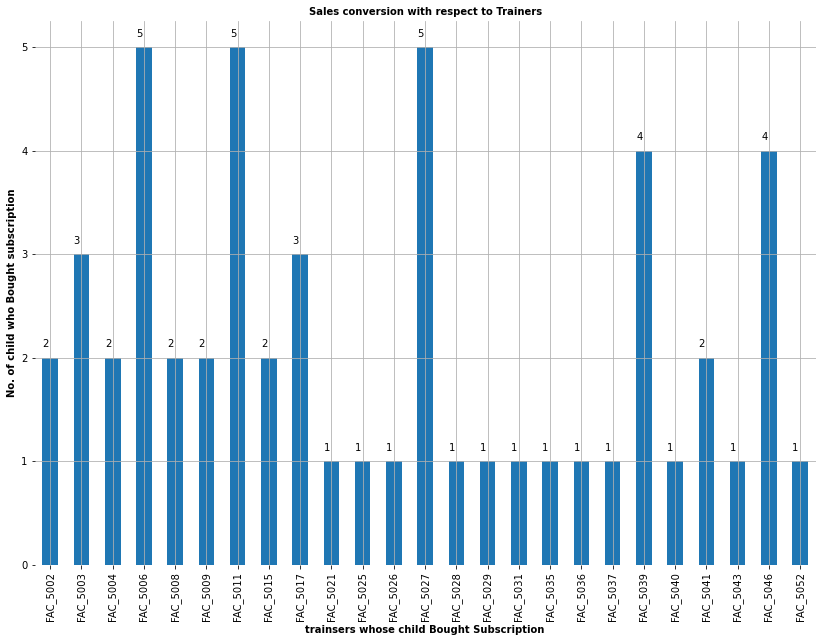 Sales conversion with respect to Trainers
No. of child who Bought subscription
5
4
3
2
1
0
2
3
2
5
2
2
5
2
3
1
1
1
5
1
1
1
1
1
1
4
1
2
1
4
1
FAC_5002
FAC_5003
FAC_5004
FAC_5006
FAC_5008
FAC_5009
FAC_5011
FAC_5015
FAC_5017
FAC_5021
FAC_5025
FAC_5026
FAC_5027
FAC_5028
FAC_5029
FAC_5031
FAC_5035
FAC_5036
FAC_5037
FAC_5039
FAC_5040
FAC_5041
FAC_5043
FAC_5046
FAC_5052
trainsers whose child Bought Subscription